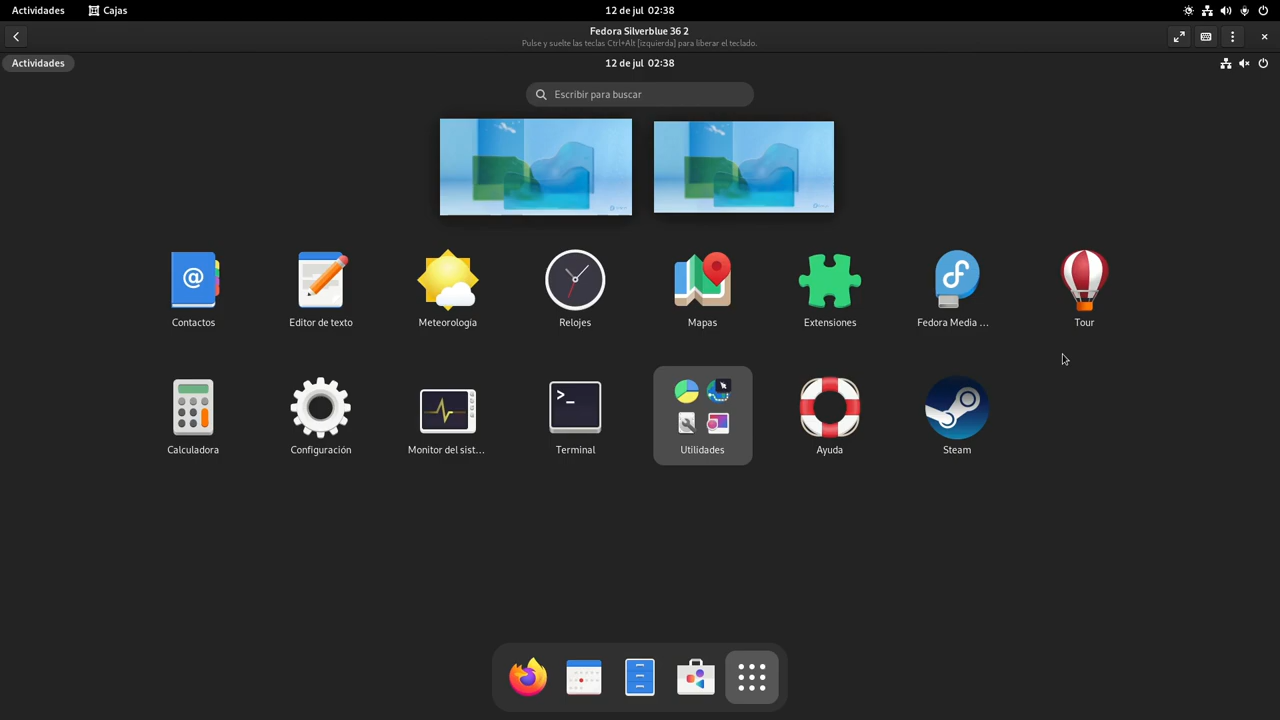 Actividades
Cajas
12 de jul 02:38
Fedora Silverblue 36 2
Pulse y suelte las teclas Ctrl+Alt [izquierda] para liberar el teclado.
Actividades
12 de jul 02:38
Escribir para buscar
Contactos
Editor de texto
Meteorología
Relojes
Mapas
Extensiones
Fedora Media …
Tour
Calculadora
Configuración
Monitor del sist…
Terminal
Utilidades
Ayuda
Steam